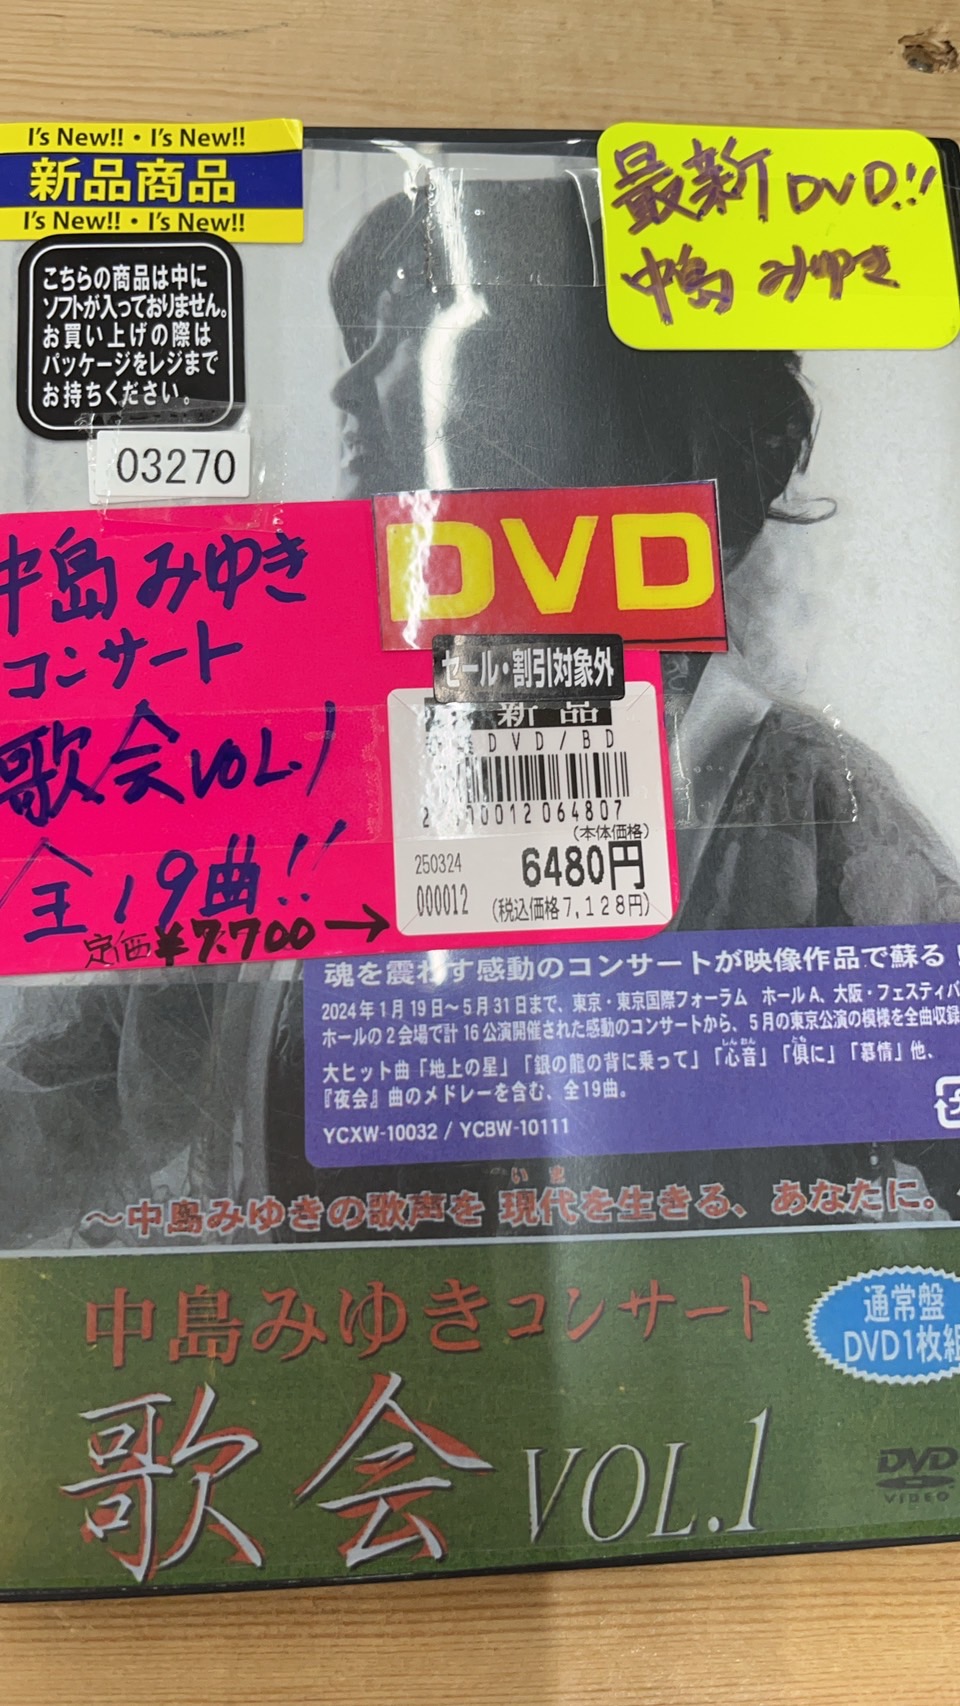 I's New!!・I's New!!
新品商品
I's New!!・I's New!!
最新DVD!!
中島みゆき
こちらの商品は中に
ソフトが入っておりません。
お買い上げの際は
パッケージをレジまで
お持ちください。
03270
中島みゆき
コンサート
歌会VOL.1
全19曲!!
定価¥7.700→
DVD
セール・割引対象外
新品
DVD/BD
00012064807
(本体価格)
250324
6480円
000012
(税込価格7,128円)
魂を震わす感動のコンサートが映像作品で蘇る!
2024年1月19日〜5月31日まで、東京・東京国際フォーラム ホールA、大阪・フェスティバ
ホールの2会場で計16公演開催された感動のコンサートから、5月の東京公演の模様を全曲収録
大ヒット曲「地上の星」「銀の龍の背に乗って」「心音」「倶に」「慕情」他、
『夜会』曲のメドレーを含む、全19曲。
YCXW-10032 / YCBW-10111
〜中島みゆきの歌声を 現代を生きる、あなたに。〜
中島みゆきコンサート
通常盤
DVD1枚組
歌会 VOL.1
DVD
VIDEO